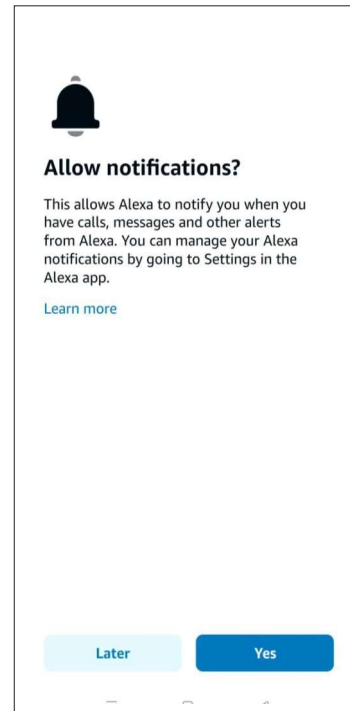 Allow notifications?
This allows Alexa to notify you when you
have calls, messages and other alerts
from Alexa. You can manage your Alexa
notifications by going to Settings in the
Alexa app.
Learn more
Later
Yes